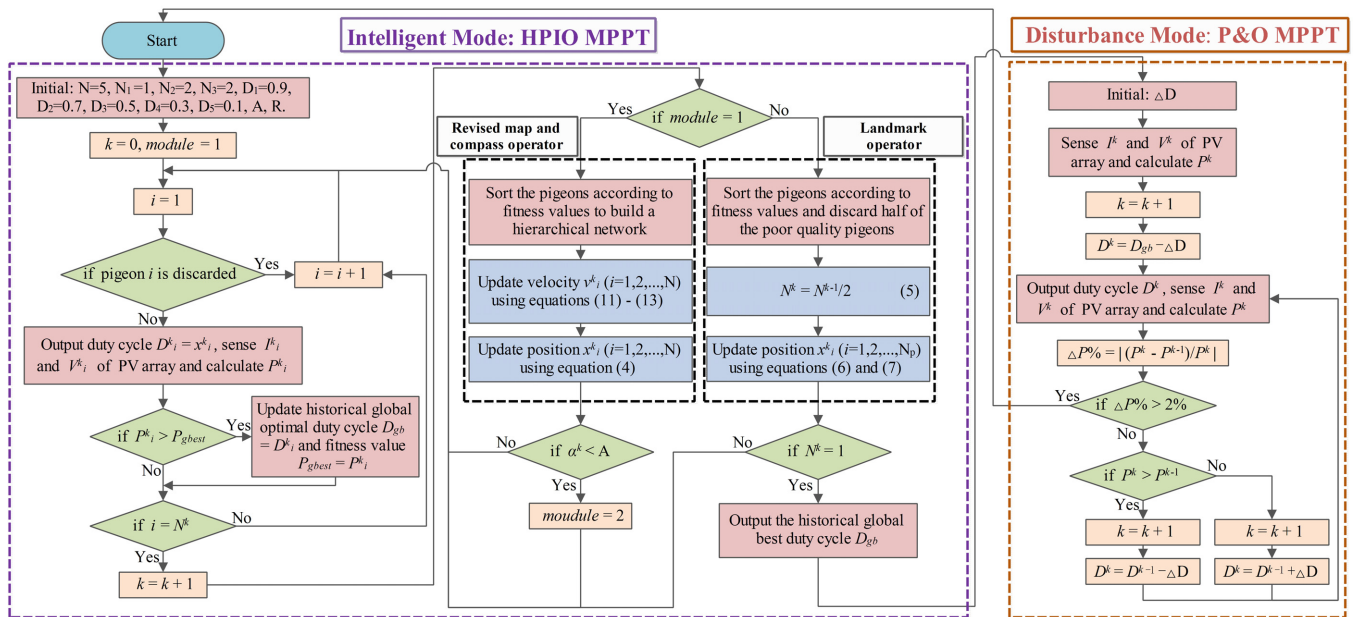 Start
Intelligent Mode: HPIO MPPT
Initial: N=5, N₁=1, N₂=2, N₃=2, D₁=0.9,
D₂=0.7, D₃=0.5, D₄=0.3, D₅=0.1, A, R.
k = 0, module = 1
i = 1
if pigeon i is discarded
Yes
i = i + 1
No
Output duty cycle Dᵏᵢ = xᵏᵢ, sense Iᵏᵢ
and Vᵏᵢ of PV array and calculate Pᵏᵢ
if Pᵏᵢ > P_gbest
Yes
Update historical global
optimal duty cycle D_gb
= Dᵏᵢ and fitness value
P_gbest = Pᵏᵢ
No
if i = Nᵏ
No
Yes
k = k + 1
if module = 1
Yes
No
Revised map and
compass operator
Sort the pigeons according to
fitness values to build a
hierarchical network
Update velocity vᵏᵢ (i=1,2,...,N)
using equations (11) - (13)
Update position xᵏᵢ (i=1,2,...,N)
using equation (4)
if αᵏ < A
No
Yes
moudule = 2
Landmark
operator
Sort the pigeons according to
fitness values and discard half of
the poor quality pigeons
Nᵏ = Nᵏ⁻¹/2 (5)
Update position xᵏᵢ (i=1,2,...,Nₚ)
using equations (6) and (7)
No
if Nᵏ = 1
Yes
Output the historical global
best duty cycle D_gb
Disturbance Mode: P&O MPPT
Initial: △D
Sense Iᵏ and Vᵏ of PV
array and calculate Pᵏ
k = k + 1
Dᵏ = D_gb −△D
Output duty cycle Dᵏ, sense Iᵏ and
Vᵏ of PV array and calculate Pᵏ
△P% = | (Pᵏ - Pᵏ⁻¹)/Pᵏ |
Yes
if △P% > 2%
No
if Pᵏ > Pᵏ⁻¹
No
Yes
k = k + 1
k = k + 1
Dᵏ = Dᵏ⁻¹ −△D
Dᵏ = Dᵏ⁻¹ +△D